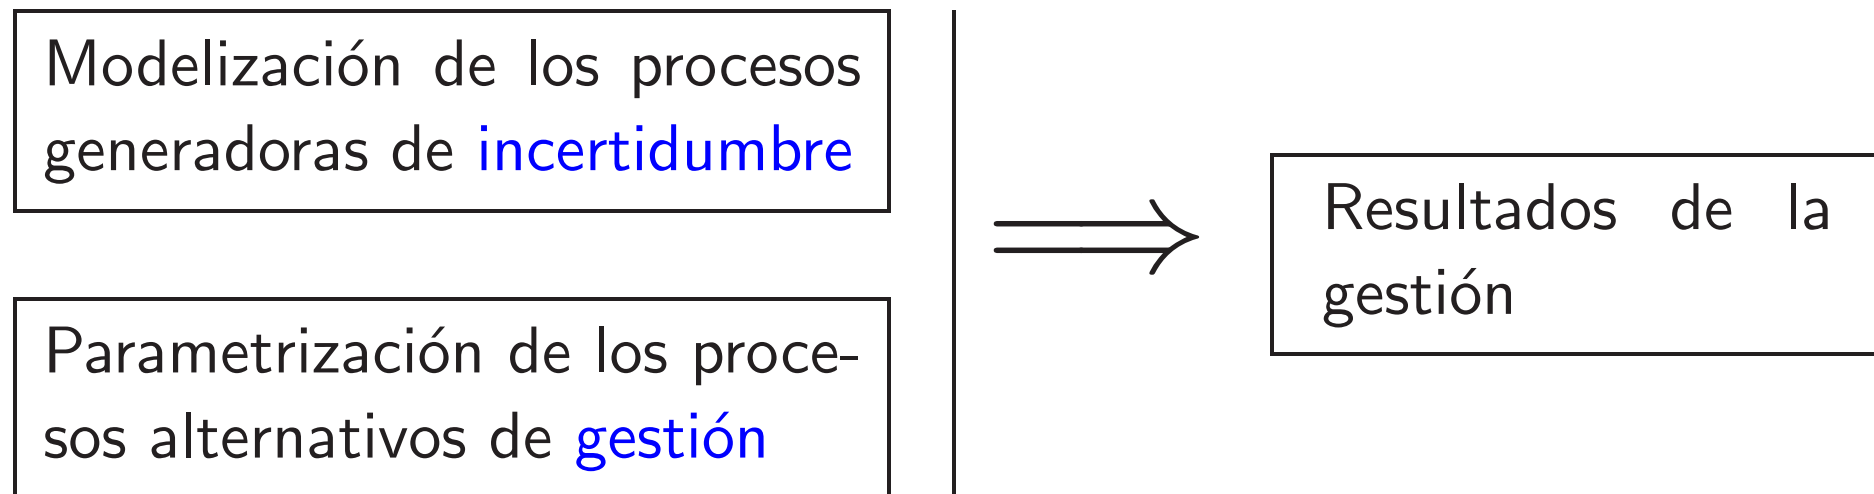 Modelización de los procesos
generadoras de incertidumbre
Parametrización de los proce-
sos alternativos de gestión
Resultados de la
gestión